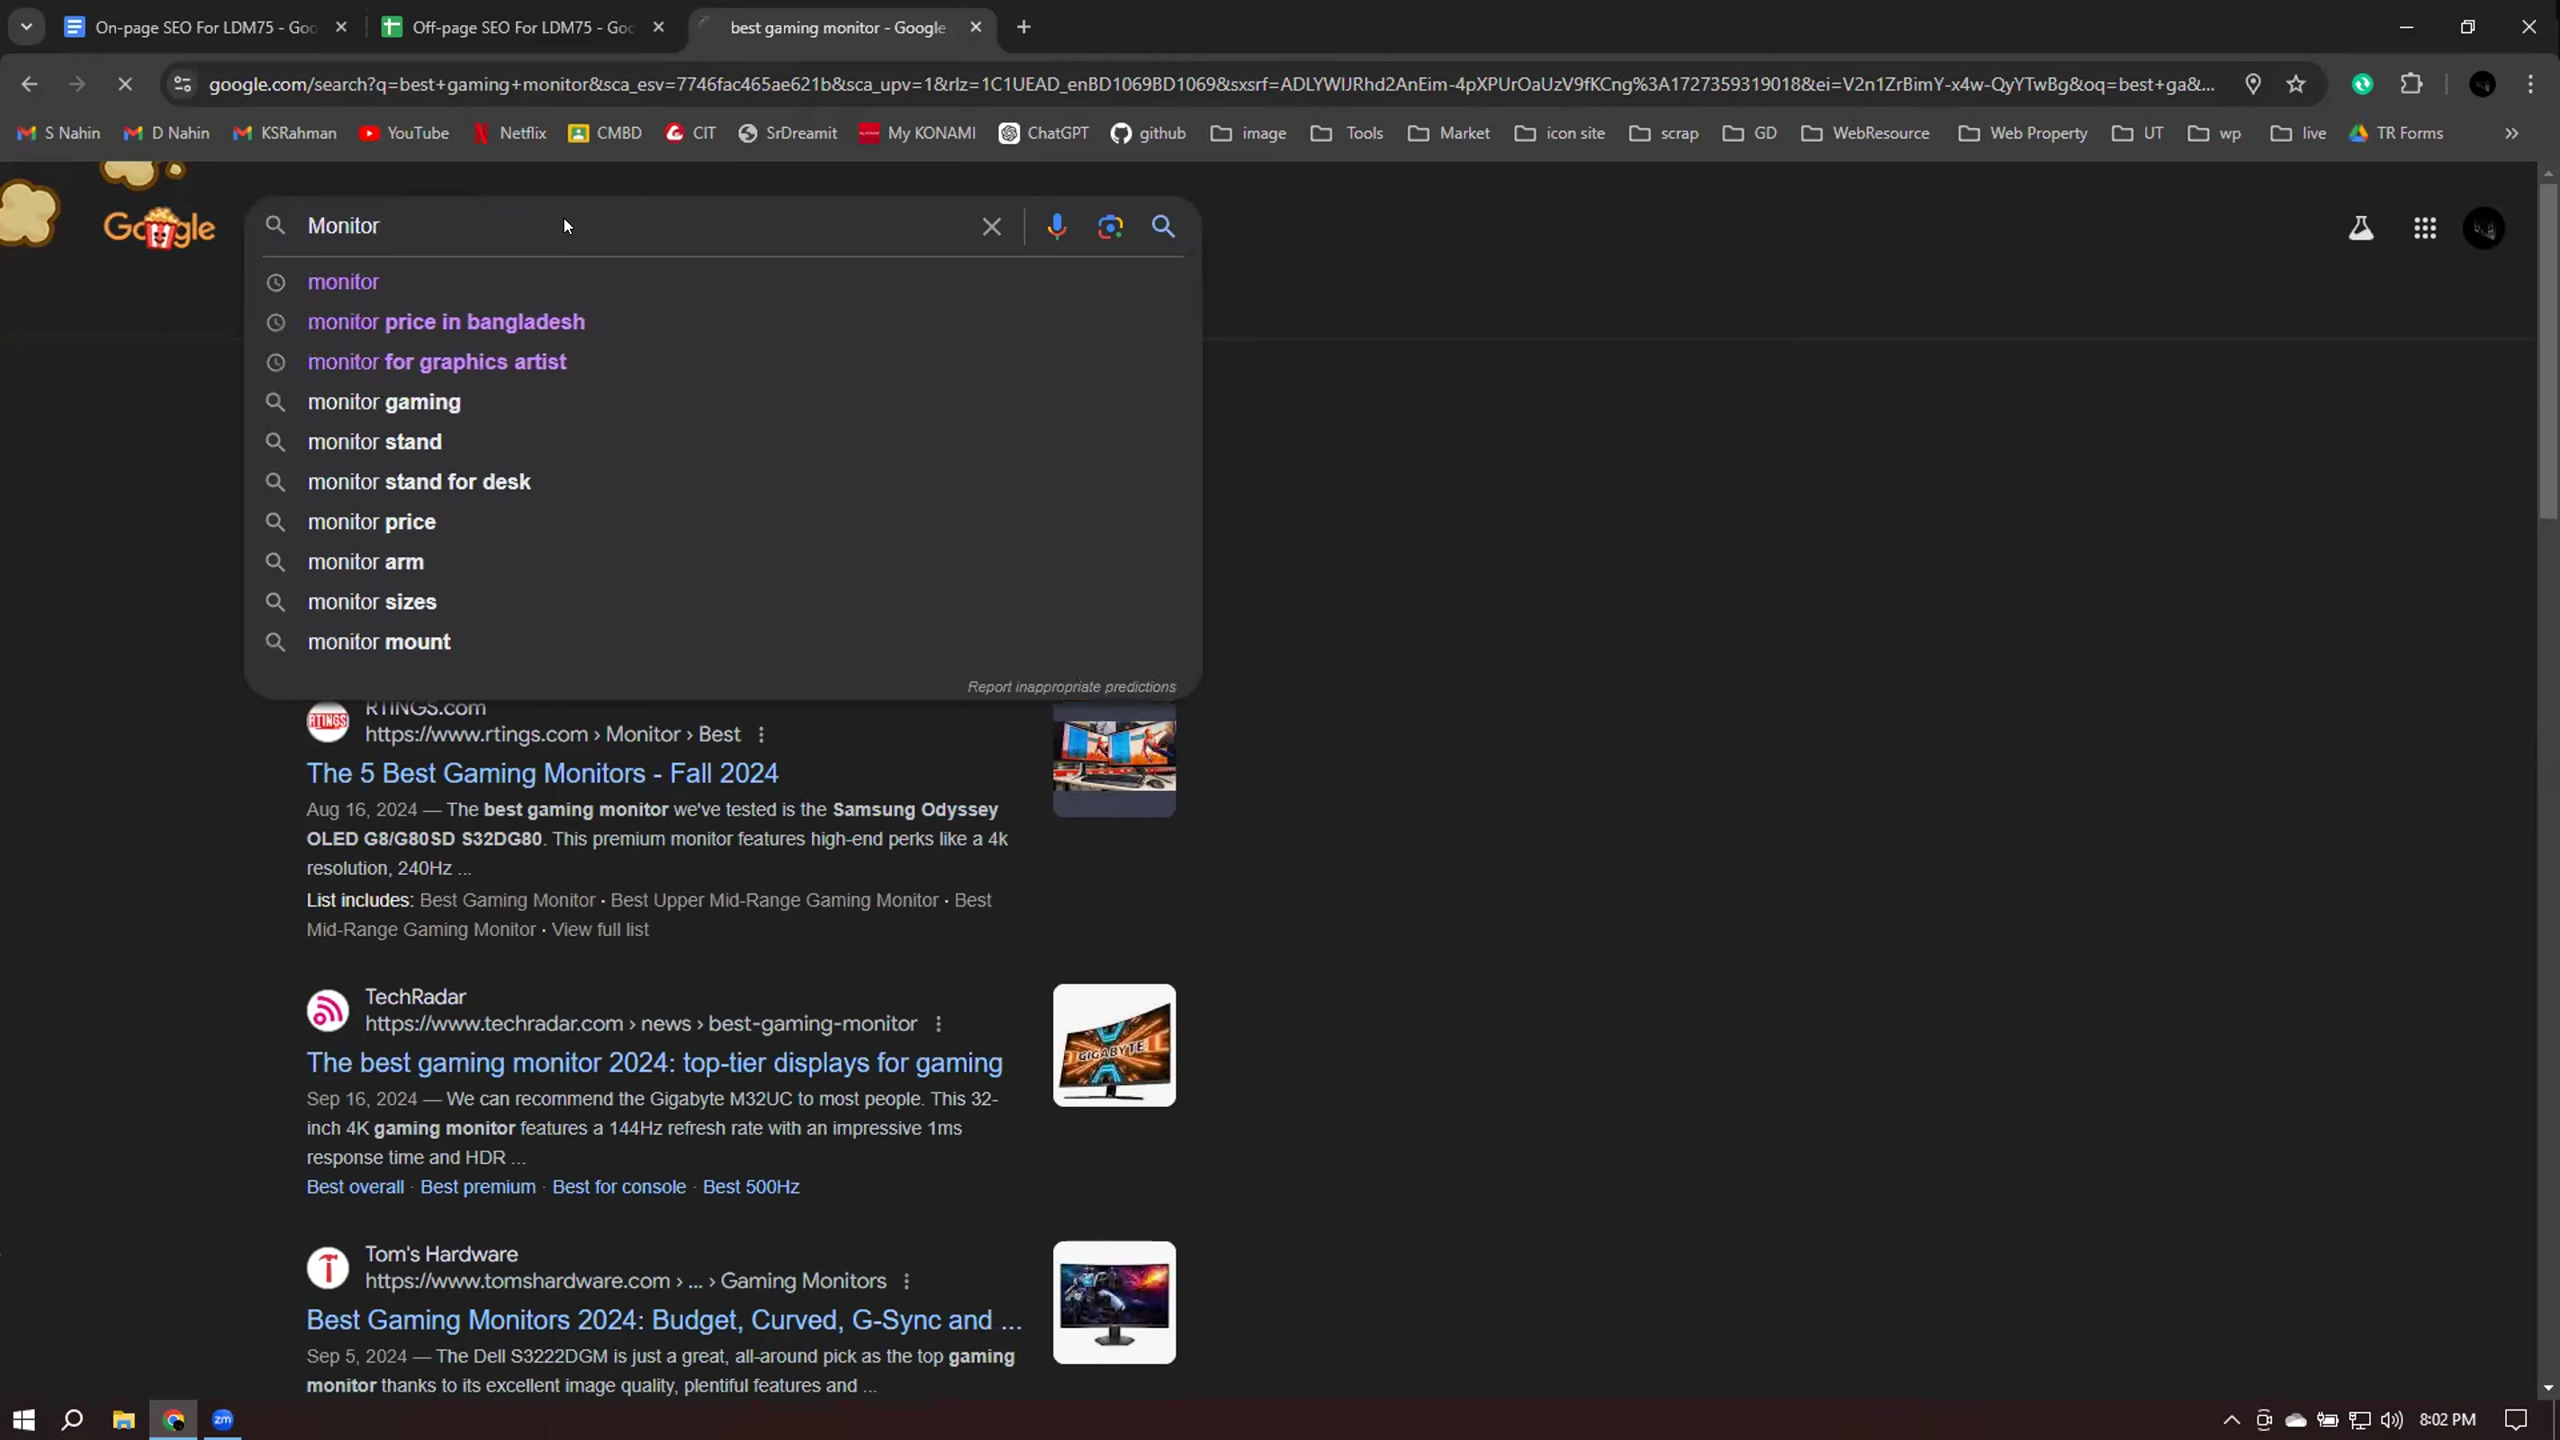 On-page SEO For LDM75 - Goo
Off-page SEO For LDM75 - Goo
best gaming monitor - Google
google.com/search?q=best+gaming+monitor&sca_esv=7746fac465ae621b&sca_upv=1&rlz=1C1UEAD_enBD1069BD1069&sxsrf=ADLYWIJRhd2AnEim-4pXPUrOaUzV9fKCng%3A1727359319018&ei=V2n1ZrBimY-x4w-QyYTwBg&oq=best+ga&...
S Nahin
D Nahin
KSRahman
YouTube
Netflix
CMBD
CIT
SrDreamit
My KONAMI
ChatGPT
github
image
Tools
Market
icon site
scrap
GD
WebResource
Web Property
UT
wp
live
TR Forms
Google
Monitor
monitor
monitor price in bangladesh
monitor for graphics artist
monitor gaming
monitor stand
monitor stand for desk
monitor price
monitor arm
monitor sizes
monitor mount
Report inappropriate predictions
RTINGS
RTINGS.com
https://www.rtings.com › Monitor › Best
The 5 Best Gaming Monitors - Fall 2024
Aug 16, 2024 — The best gaming monitor we've tested is the Samsung Odyssey
OLED G8/G80SD S32DG80. This premium monitor features high-end perks like a 4k
resolution, 240Hz ...
List includes: Best Gaming Monitor · Best Upper Mid-Range Gaming Monitor · Best
Mid-Range Gaming Monitor · View full list
TechRadar
https://www.techradar.com › news › best-gaming-monitor
The best gaming monitor 2024: top-tier displays for gaming
Sep 16, 2024 — We can recommend the Gigabyte M32UC to most people. This 32-
inch 4K gaming monitor features a 144Hz refresh rate with an impressive 1ms
response time and HDR ...
Best overall · Best premium · Best for console · Best 500Hz
GIGABYTE
Tom's Hardware
https://www.tomshardware.com › ... › Gaming Monitors
Best Gaming Monitors 2024: Budget, Curved, G-Sync and ...
Sep 5, 2024 — The Dell S3222DGM is just a great, all-around pick as the top gaming
monitor thanks to its excellent image quality, plentiful features and ...
zm
8:02 PM